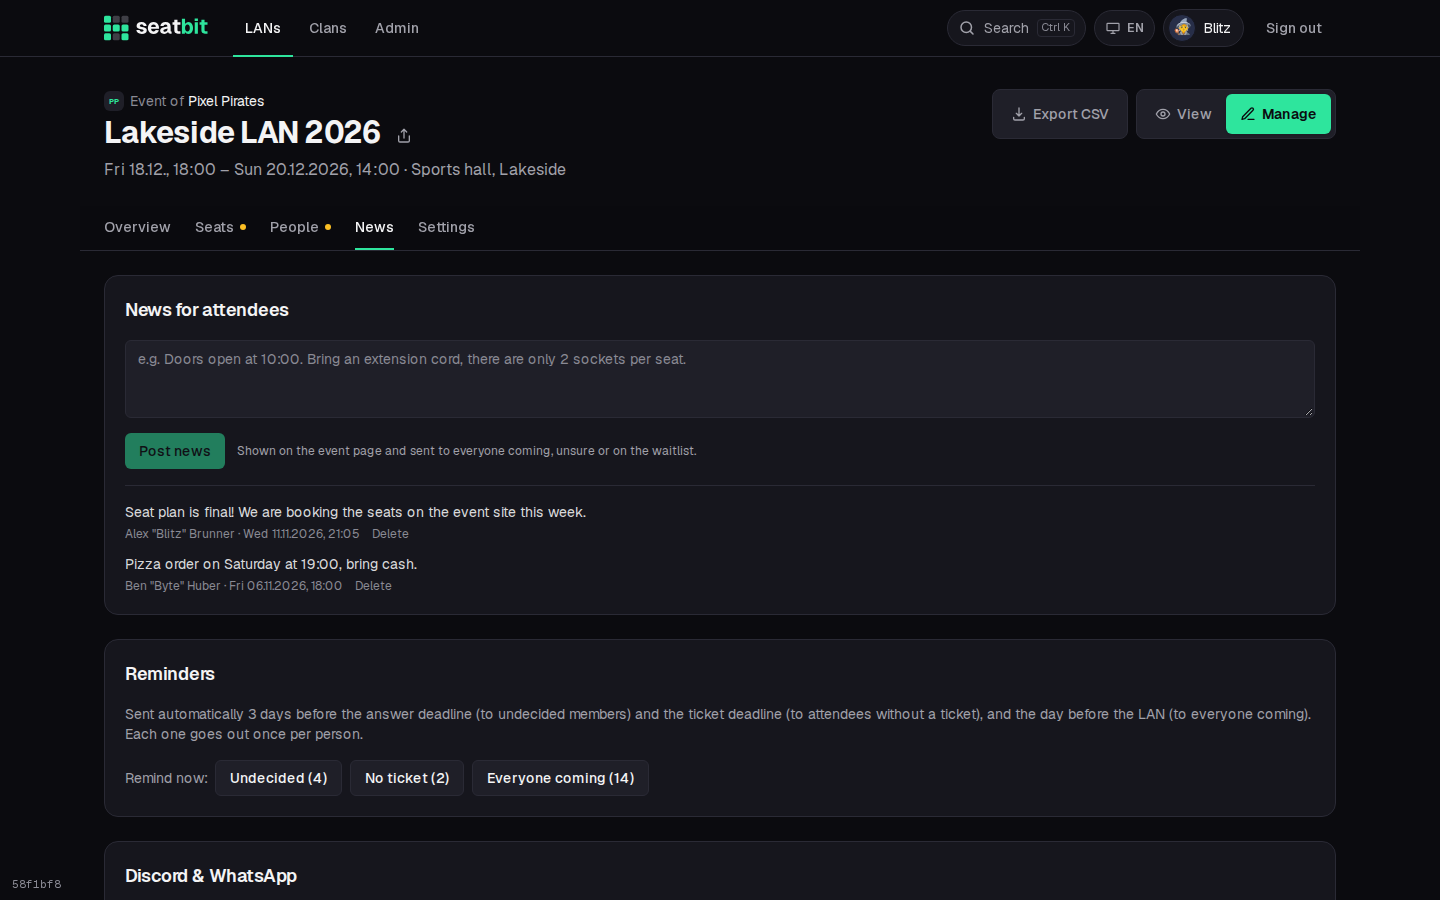 seatbit
LANs
Clans
Admin
Search Ctrl K
EN
Blitz
Sign out
PP Event of Pixel Pirates
Lakeside LAN 2026
Fri 18.12., 18:00 – Sun 20.12.2026, 14:00 · Sports hall, Lakeside
Export CSV
View
Manage
Overview
Seats
People
News
Settings
News for attendees
e.g. Doors open at 10:00. Bring an extension cord, there are only 2 sockets per seat.
Post news
Shown on the event page and sent to everyone coming, unsure or on the waitlist.
Seat plan is final! We are booking the seats on the event site this week.
Alex "Blitz" Brunner · Wed 11.11.2026, 21:05 Delete
Pizza order on Saturday at 19:00, bring cash.
Ben "Byte" Huber · Fri 06.11.2026, 18:00 Delete
Reminders
Sent automatically 3 days before the answer deadline (to undecided members) and the ticket deadline (to attendees without a ticket), and the day before the LAN (to everyone coming).
Each one goes out once per person.
Remind now:
Undecided (4)
No ticket (2)
Everyone coming (14)
Discord & WhatsApp
58f1bf8